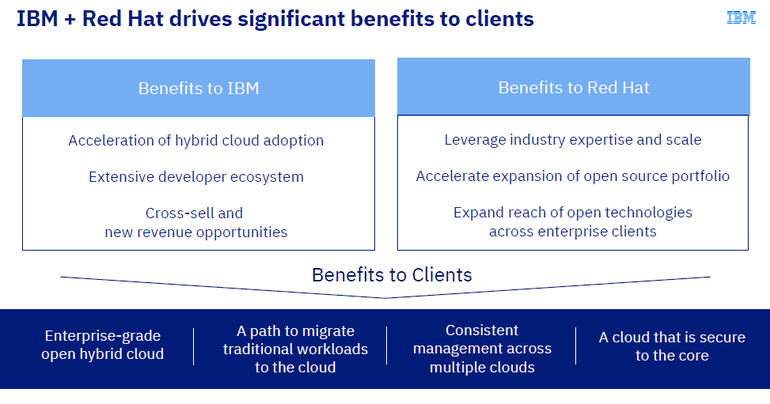 IBM + Red Hat drives significant benefits to clients
IBM
Benefits to IBM
Acceleration of hybrid cloud adoption
Extensive developer ecosystem
Cross-sell and
new revenue opportunities
Benefits to Red Hat
Leverage industry expertise and scale
Accelerate expansion of open source portfolio
Expand reach of open technologies
across enterprise clients
Benefits to Clients
Enterprise-grade
open hybrid cloud
A path to migrate
traditional workloads
to the cloud
Consistent
management across
multiple clouds
A cloud that is secure
to the core